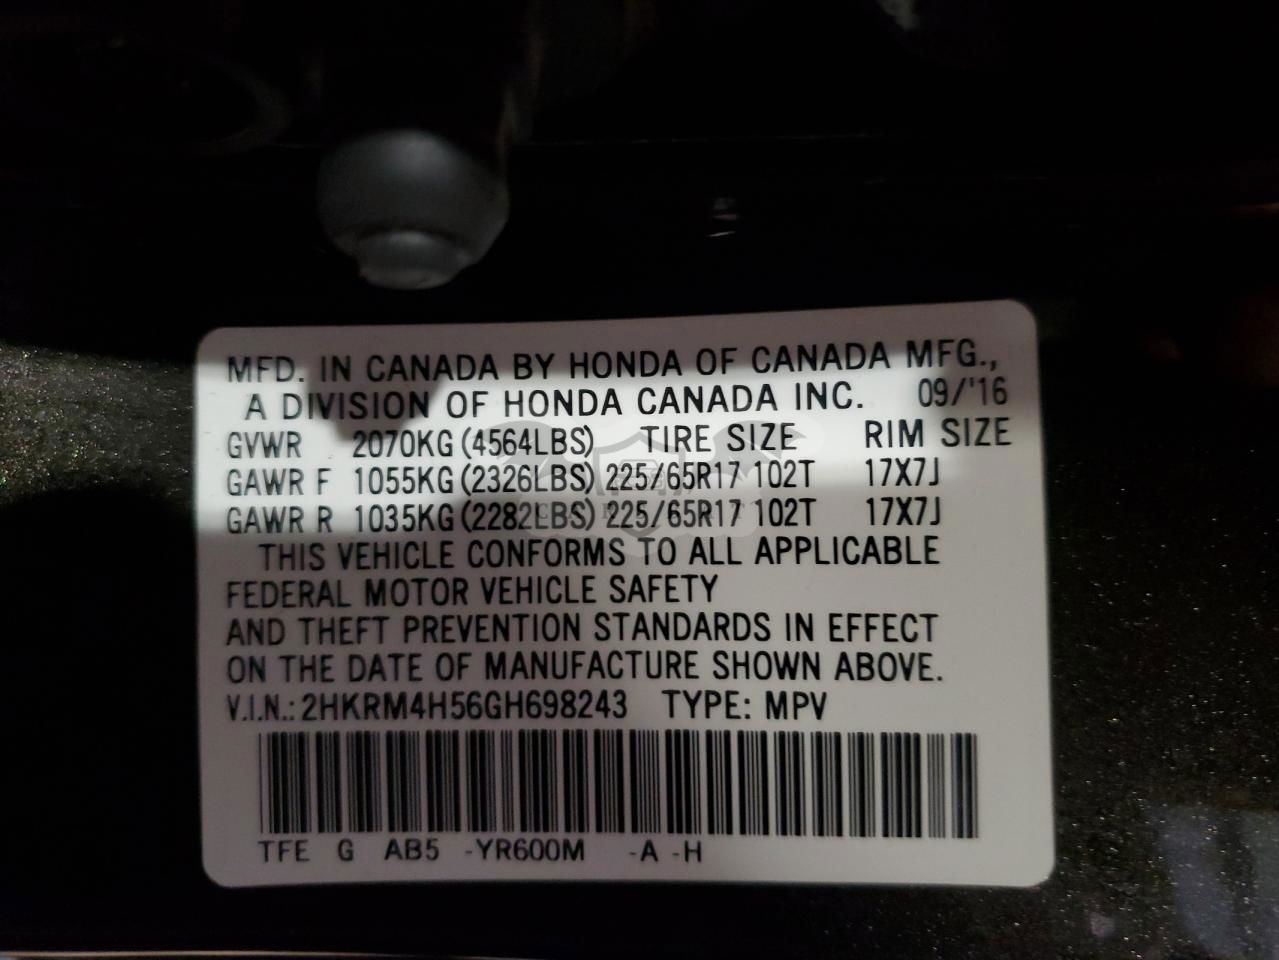 MFD. IN CANADA BY HONDA OF CANADA MFG.,
A DIVISION OF HONDA CANADA INC. 09/'16
GVWR 2070KG (4564LBS) TIRE SIZE RIM SIZE
GAWR F 1055KG (2326LBS) 225/65R17 102T 17X7J
GAWR R 1035KG (2282LBS) 225/65R17 102T 17X7J
THIS VEHICLE CONFORMS TO ALL APPLICABLE
FEDERAL MOTOR VEHICLE SAFETY
AND THEFT PREVENTION STANDARDS IN EFFECT
ON THE DATE OF MANUFACTURE SHOWN ABOVE.
V.I.N.: 2HKRM4H56GH698243 TYPE: MPV
TFE G AB5 -YR600M -A -H